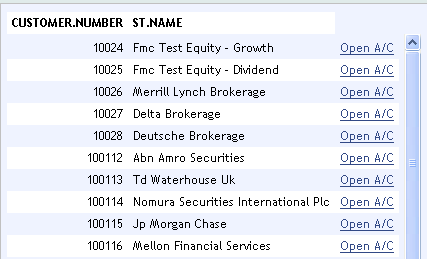 CUSTOMER.NUMBER ST.NAME
10024 Fmc Test Equity - Growth Open A/C
10025 Fmc Test Equity - Dividend Open A/C
10026 Merrill Lynch Brokerage Open A/C
10027 Delta Brokerage Open A/C
10028 Deutsche Brokerage Open A/C
100112 Abn Amro Securities Open A/C
100113 Td Waterhouse Uk Open A/C
100114 Nomura Securities International Plc Open A/C
100115 Jp Morgan Chase Open A/C
100116 Mellon Financial Services Open A/C